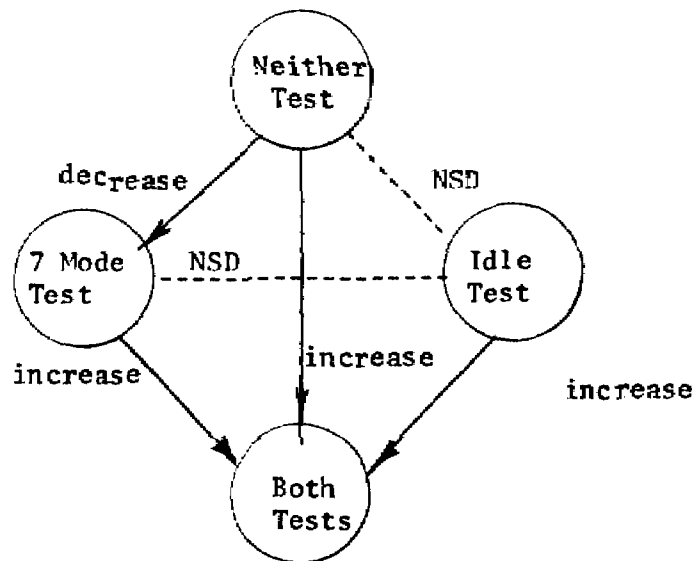 Neither
Test
decrease
NSD
7 Mode
Test
NSD
Idle
Test
increase
increase
increase
Both
Tests